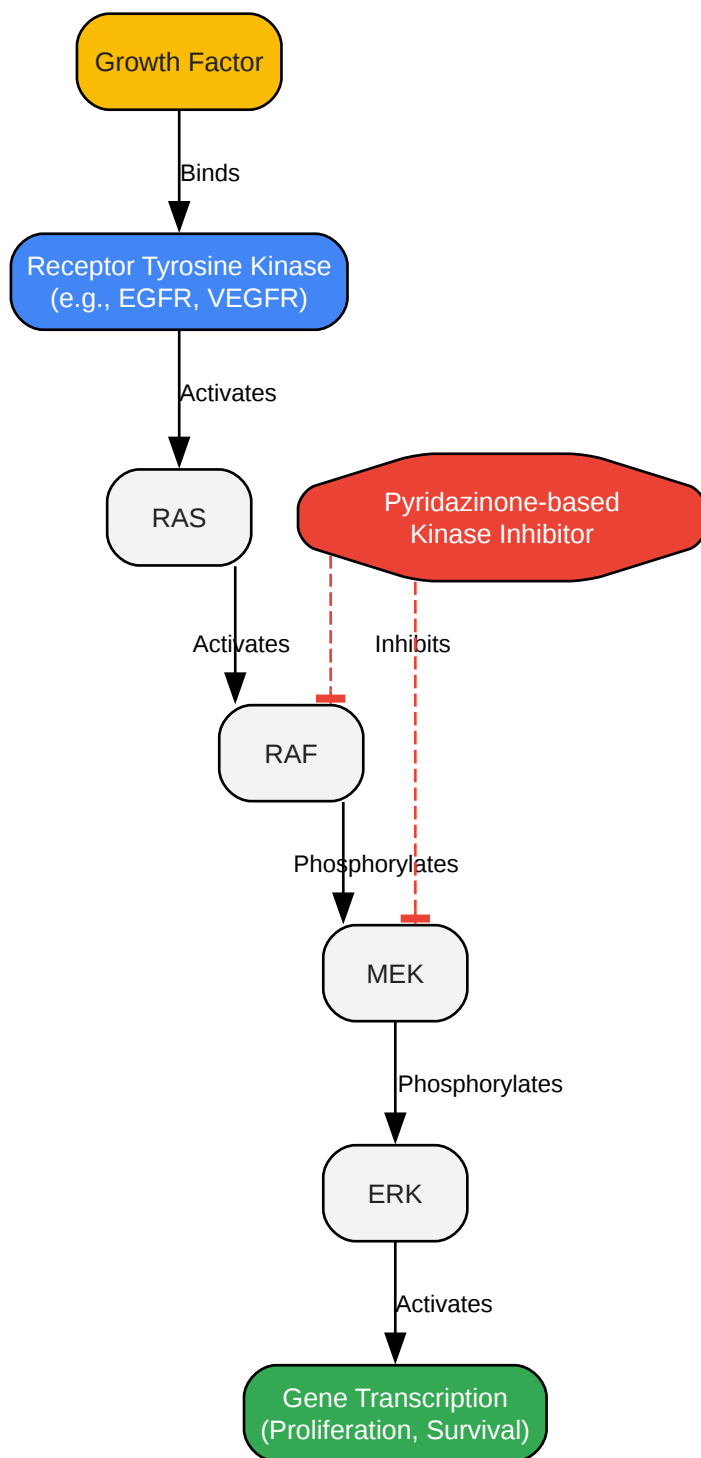 Growth Factor
Binds
Receptor Tyrosine Kinase
(e.g., EGFR, VEGFR)
Activates
RAS
Pyridazinone-based
Kinase Inhibitor
Activates
Inhibits
RAF
Phosphorylates
MEK
Phosphorylates
ERK
Activates
Gene Transcription
(Proliferation, Survival)